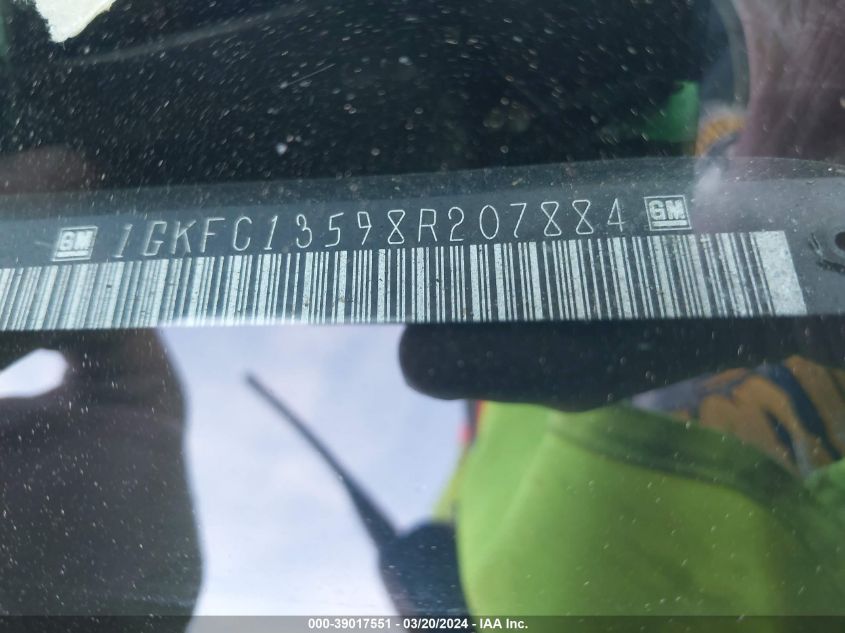 GM 1GKFC13598R207884 GM
000-39017551 - 03/20/2024 - IAA Inc.